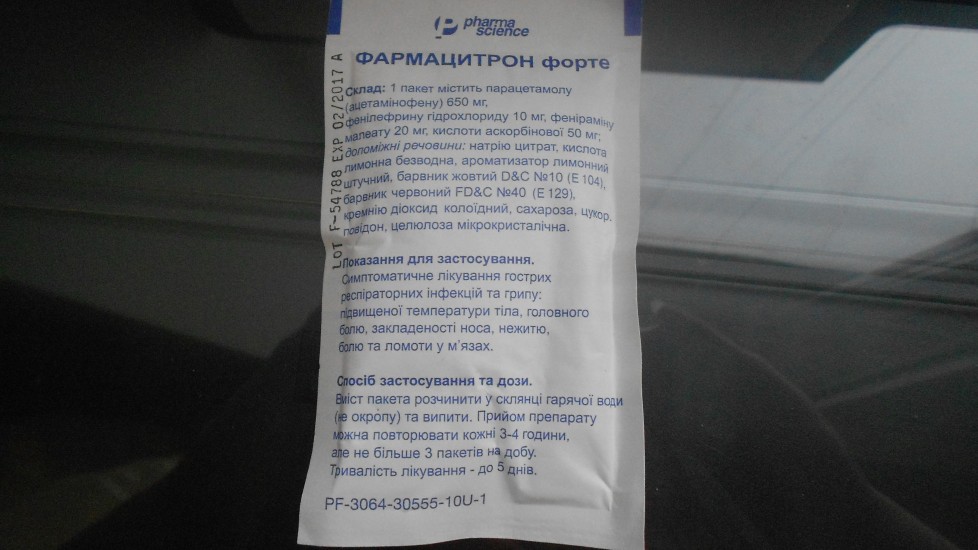 pharma
science
ФАРМАЦИТРОН форте
Склад: 1 пакет містить парацетамолу
(ацетамінофену) 650 мг,
фенілефрину гідрохлориду 10 мг, феніраміну
малеату 20 мг, кислоти аскорбінової 50 мг;
допоміжні речовини: натрію цитрат, кислота
лимонна безводна, ароматизатор лимонний
штучний, барвник жовтий D&C №10 (Е 104),
барвник червоний FD&C №40 (Е 129),
кремнію діоксид колоїдний, сахароза, цукор,
повідон, целюлоза мікрокристалічна.
Показання для застосування.
Симптоматичне лікування гострих
респіраторних інфекцій та грипу:
підвищеної температури тіла, головного
болю, закладеності носа, нежитю,
болю та ломоти у м’язах.
Спосіб застосування та дози.
Вміст пакета розчинити у склянці гарячої води
(не окропу) та випити. Прийом препарату
можна повторювати кожні 3-4 години,
але не більше 3 пакетів на добу.
Тривалість лікування - до 5 днів.
PF-3064-30555-10U-1
LOT F-54788 EXP 02/2017 A